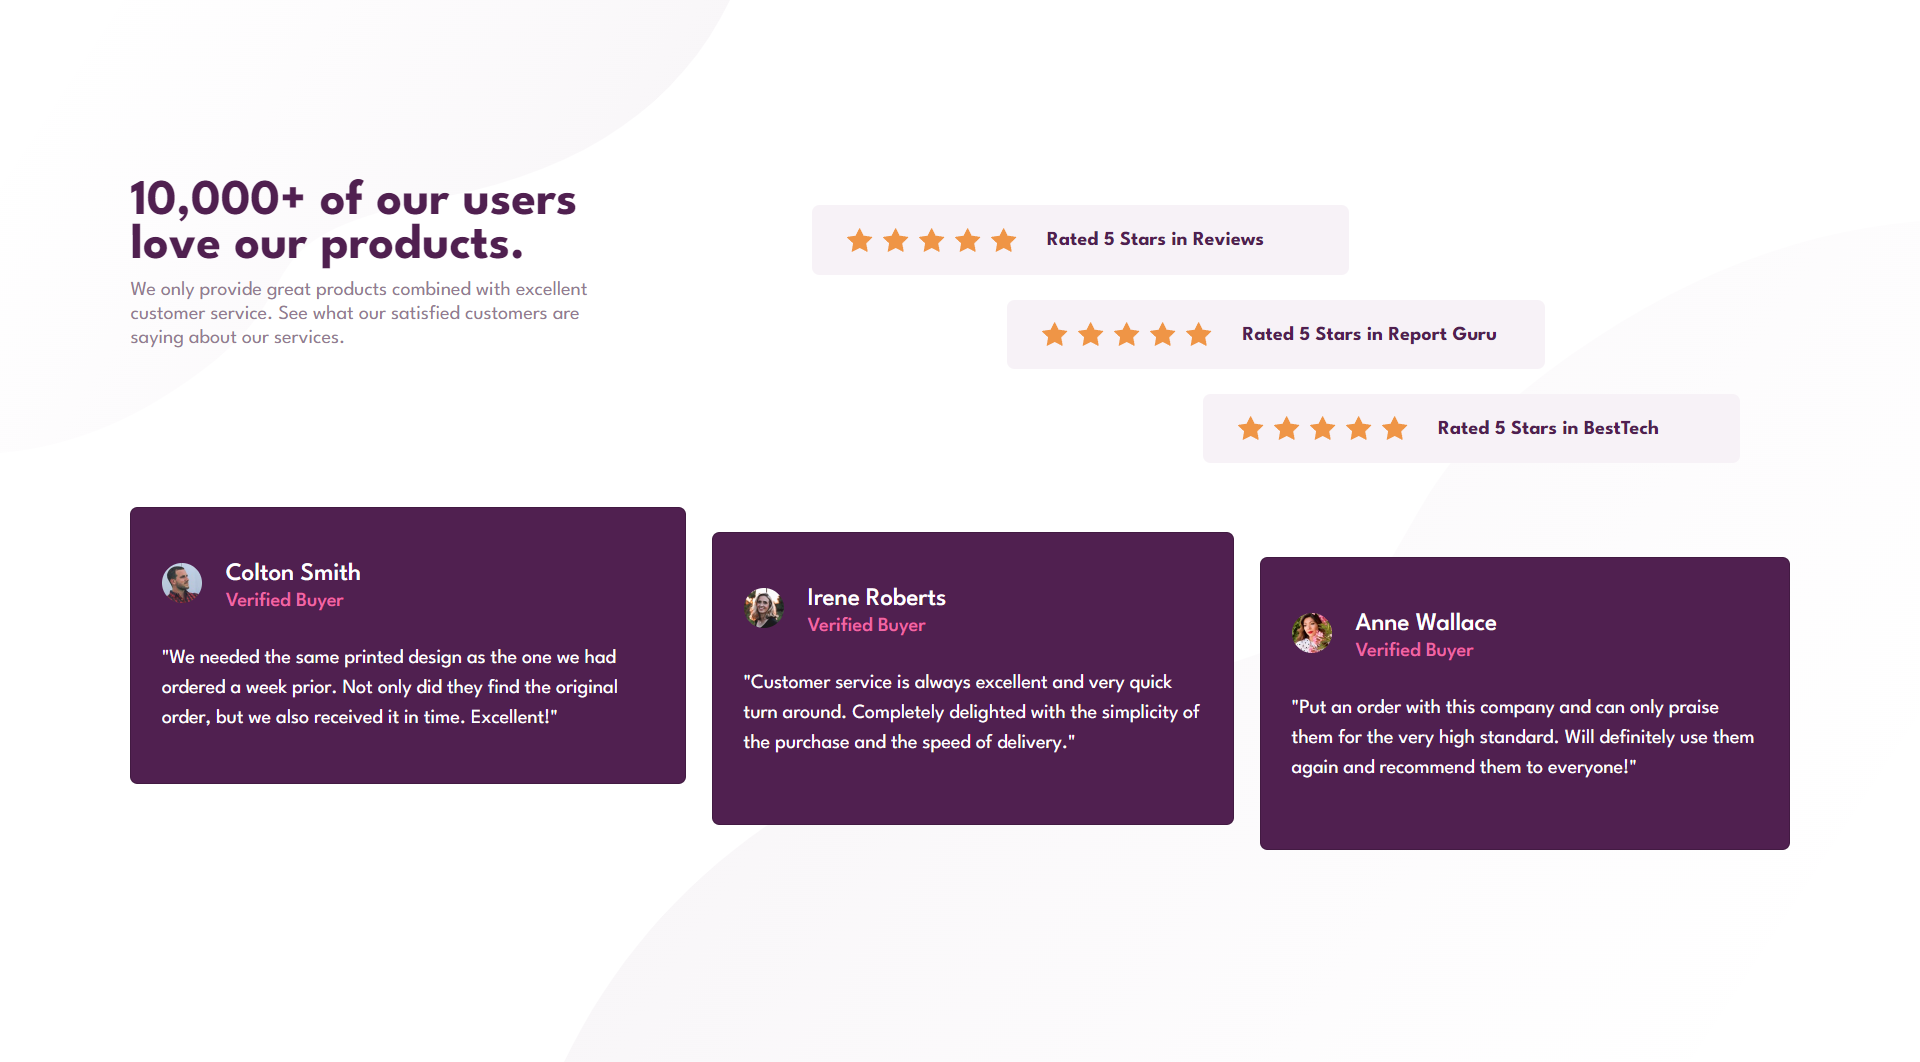 10,000+ of our users
love our products.
We only provide great products combined with excellent
customer service. See what our satisfied customers are
saying about our services.
Rated 5 Stars in Reviews
Rated 5 Stars in Report Guru
Rated 5 Stars in BestTech
Colton Smith
Verified Buyer
"We needed the same printed design as the one we had
ordered a week prior. Not only did they find the original
order, but we also received it in time. Excellent!"
Irene Roberts
Verified Buyer
"Customer service is always excellent and very quick
turn around. Completely delighted with the simplicity of
the purchase and the speed of delivery."
Anne Wallace
Verified Buyer
"Put an order with this company and can only praise
them for the very high standard. Will definitely use them
again and recommend them to everyone!"